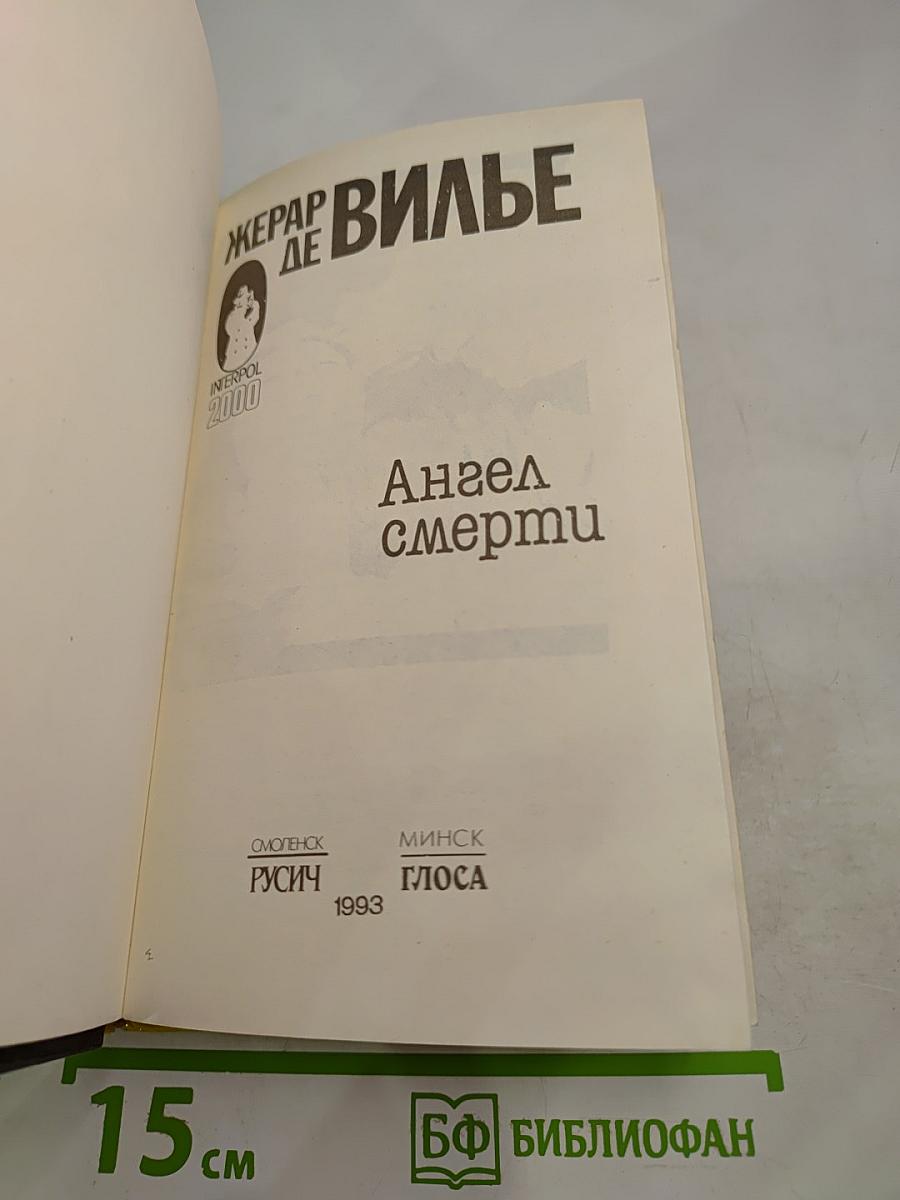 ЖЕРАР
ДЕ ВИЛЬЕ
INTERPOL
2000
Ангел
смерти
СМОЛЕНСК
РУСИЧ
МИНСК
ГЛОСА
1993
15 см
БФ БИБЛИОФАН